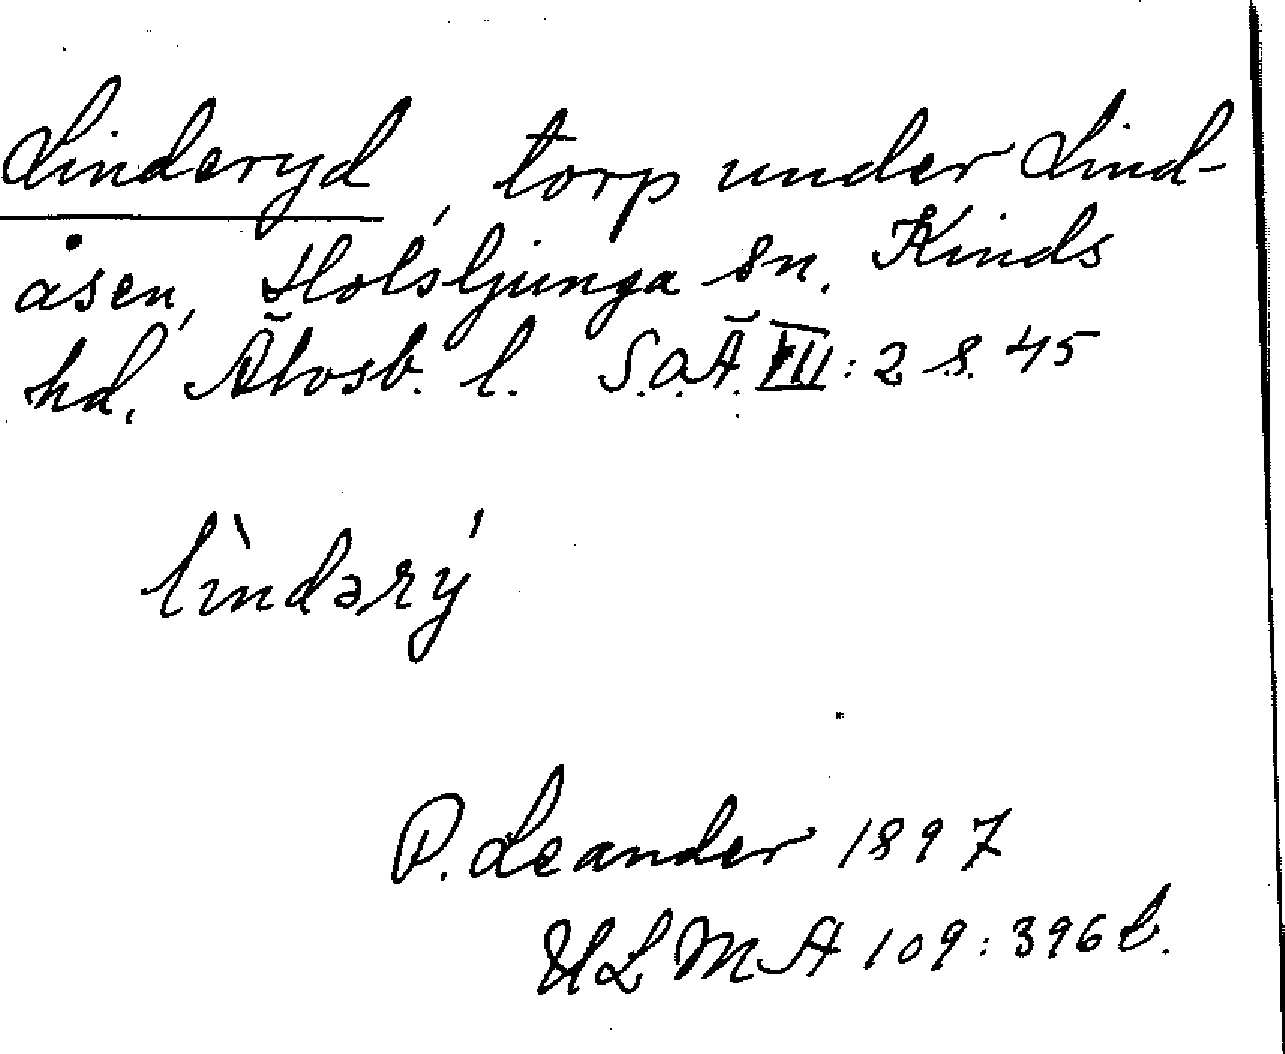 Linderyd, torp under Lind-
åsen, Holsljunga sn. Kinds
hd. Älvsb. l. S.O.Ä. VII:2 s. 45
lìndərý
P. Leander 1897
ULMA 109:396 b.